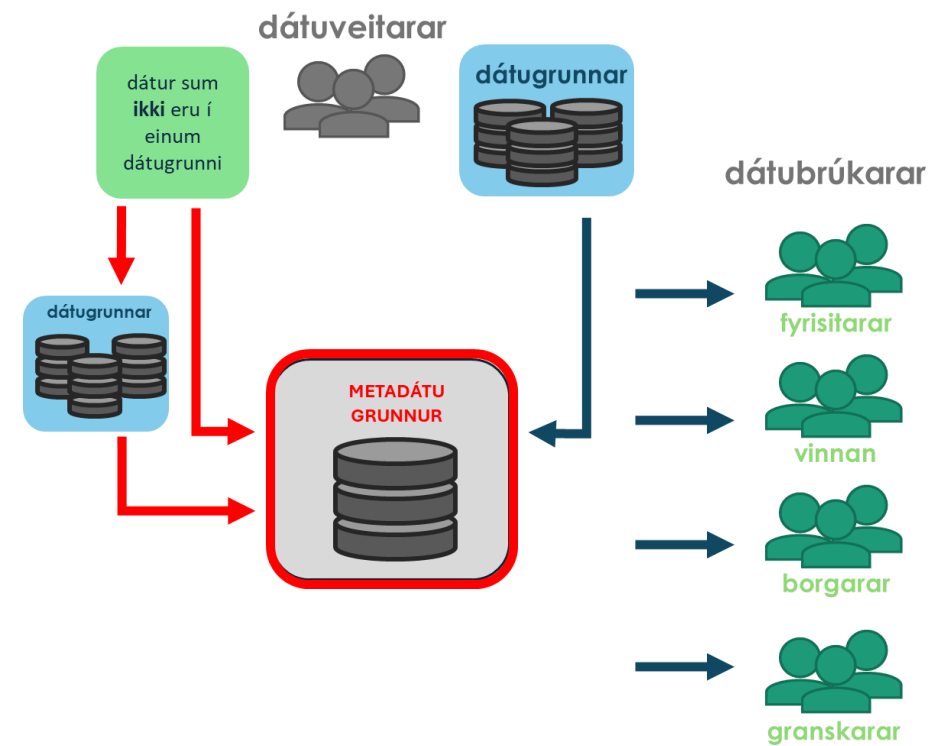 dátuveitarar
dátur sum
ikki eru í
einum
dátugrunni
dátugrunnar
dátubrúkarar
dátugrunnar
fyrisitarar
METADÁTU
GRUNNUR
vinnan
borgarar
granskarar